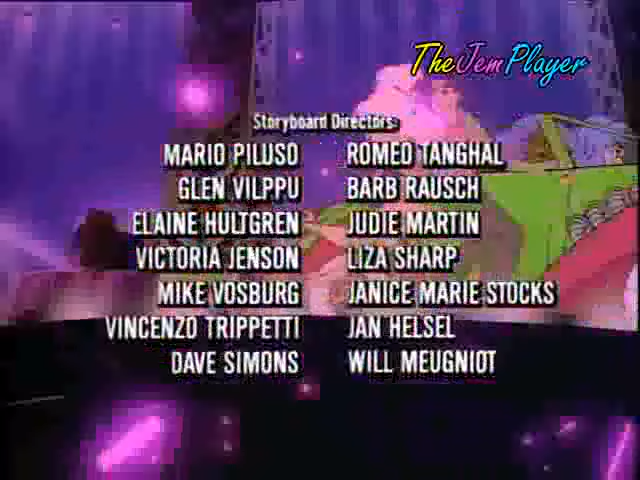 TheJemPlayer
Storyboard Directors
MARIO PILUSO ROMEO TANGHAL
GLEN VILPPU BARB RAUSCH
ELAINE HULTGREN JUDIE MARTIN
VICTORIA JENSON LIZA SHARP
MIKE VOSBURG JANICE MARIE STOCKS
VINCENZO TRIPPETTI JAN HELSEL
DAVE SIMONS WILL MEUGNIOT